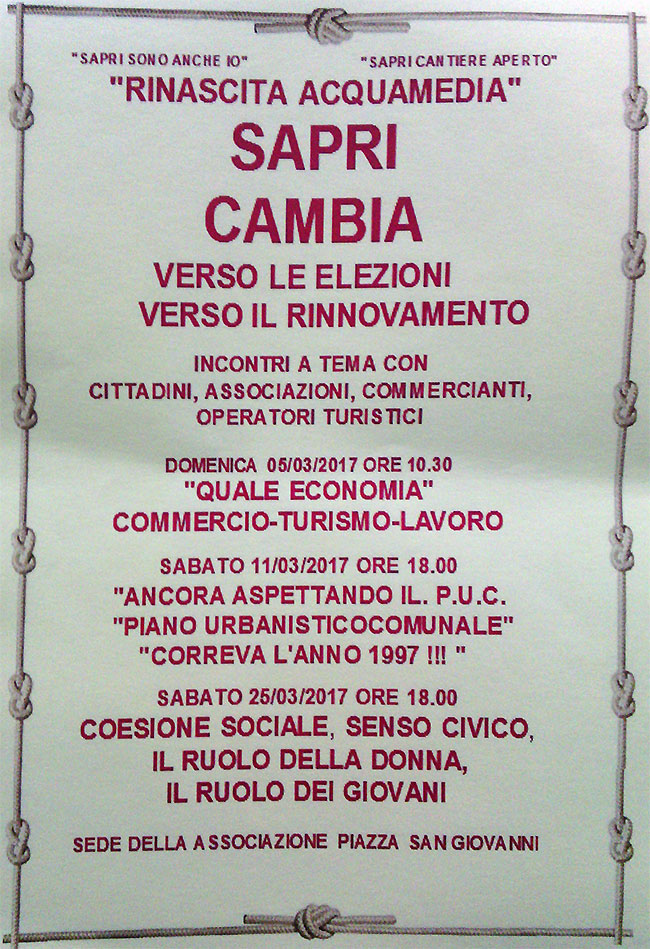 "SAPRI SONO ANCHE IO" "SAPRI CANTIERE APERTO"
"RINASCITA ACQUAMEDIA"
SAPRI
CAMBIA
VERSO LE ELEZIONI
VERSO IL RINNOVAMENTO
INCONTRI A TEMA CON
CITTADINI, ASSOCIAZIONI, COMMERCIANTI,
OPERATORI TURISTICI
DOMENICA 05/03/2017 ORE 10.30
"QUALE ECONOMIA"
COMMERCIO-TURISMO-LAVORO
SABATO 11/03/2017 ORE 18.00
"ANCORA ASPETTANDO IL. P.U.C.
"PIANO URBANISTICOCOMUNALE"
"CORREVA L'ANNO 1997 !!! "
SABATO 25/03/2017 ORE 18.00
COESIONE SOCIALE, SENSO CIVICO,
IL RUOLO DELLA DONNA,
IL RUOLO DEI GIOVANI
SEDE DELLA ASSOCIAZIONE PIAZZA SAN GIOVANNI